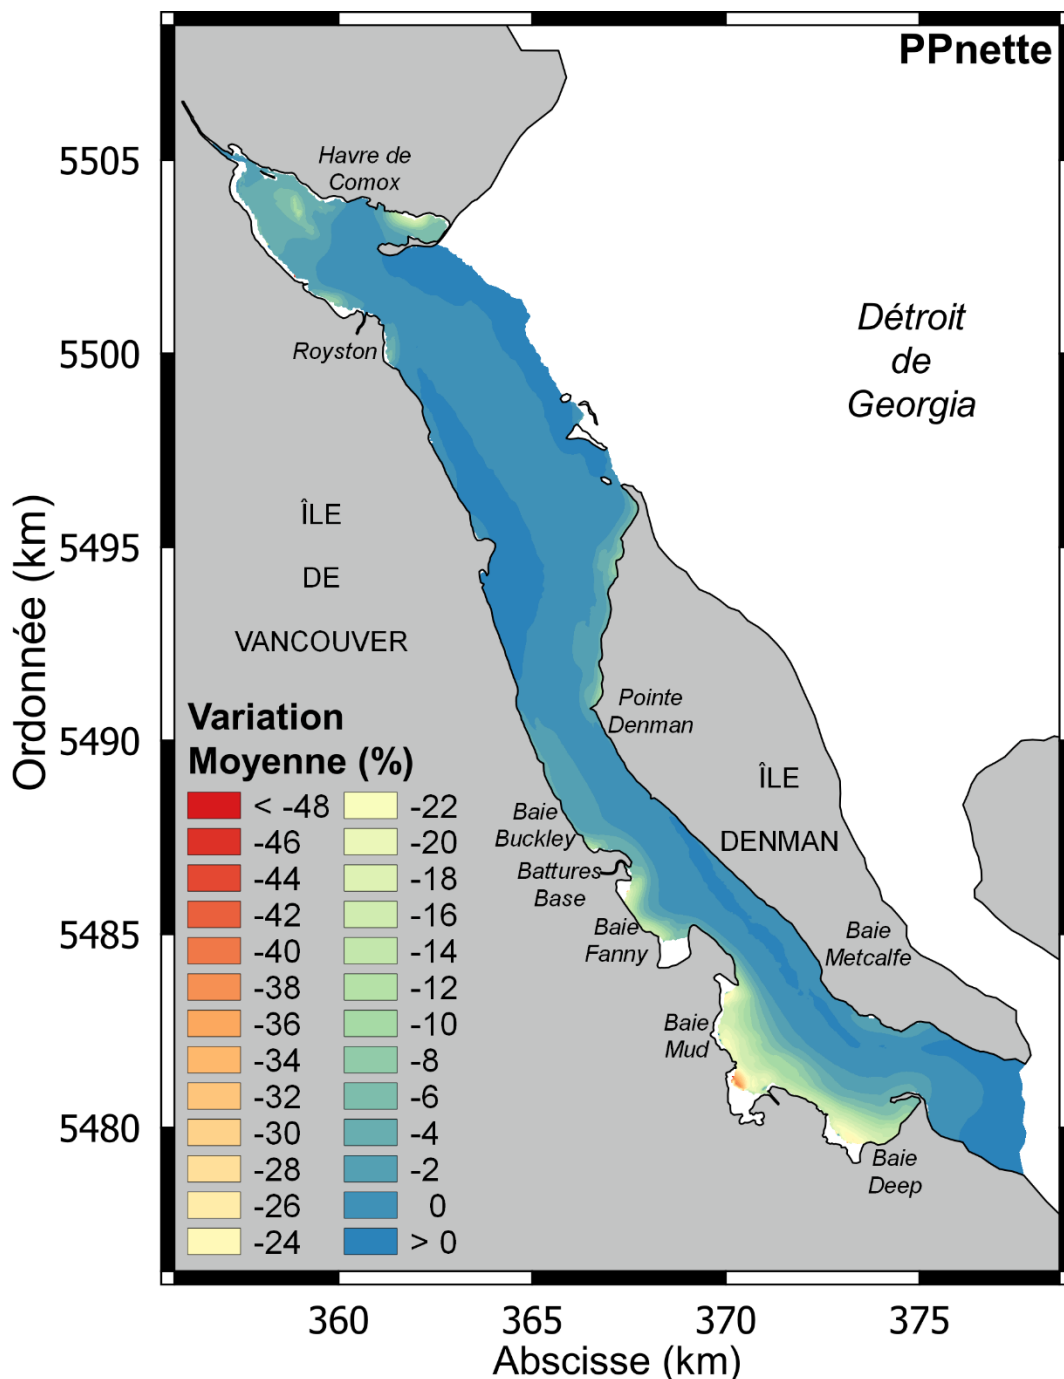 PPnette
5505
Havre de
Comox
Détroit
de
Georgia
5500
Royston
Ordonnée (km)
ÎLE
DE
VANCOUVER
5495
Pointe
Denman
5490
ÎLE
DENMAN
Variation
Moyenne (%)
< -48
-46
-44
-42
-40
-38
-36
-34
-32
-30
-28
-26
-24
-22
-20
-18
-16
-14
-12
-10
-8
-6
-4
-2
0
> 0
Baie
Buckley
Battures
Base
Baie
Fanny
5485
Baie
Metcalfe
Baie
Mud
5480
Baie
Deep
360
365
370
375
Abscisse (km)